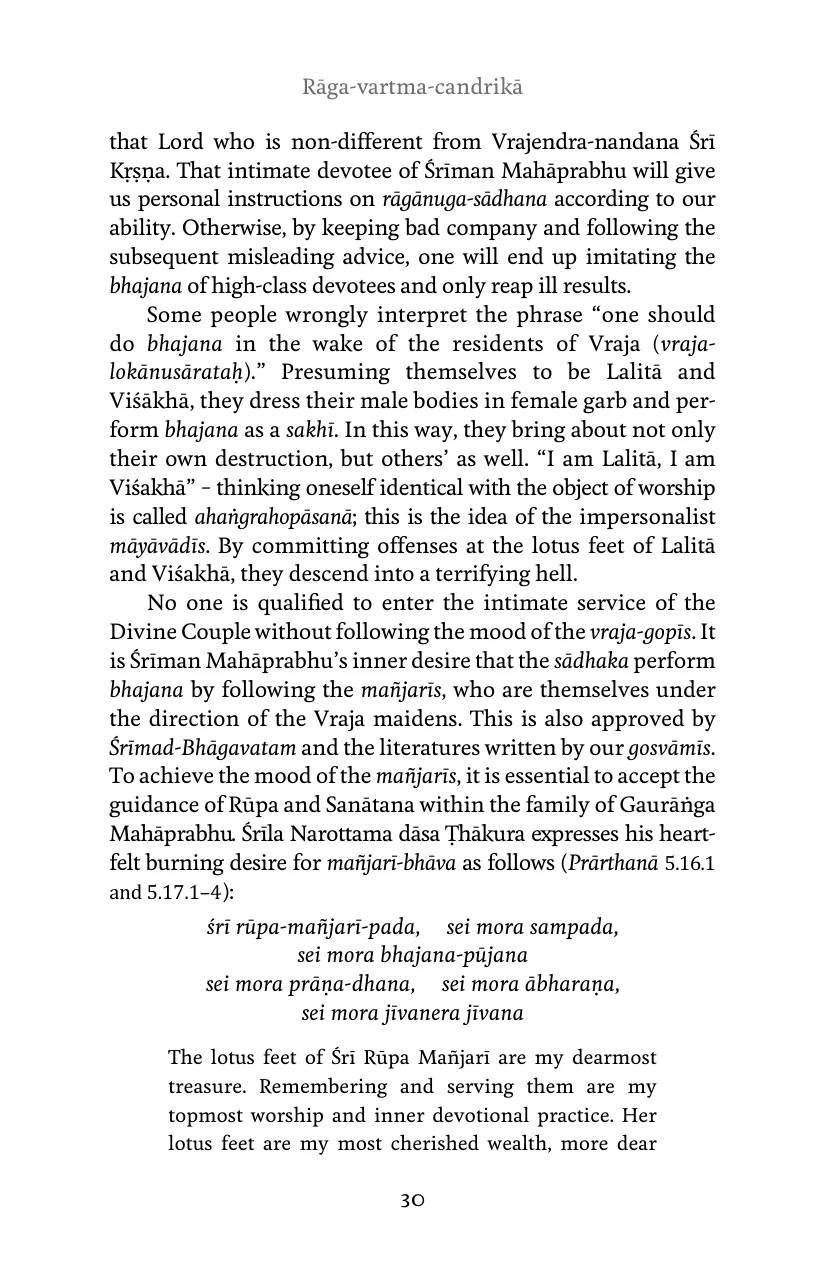 Rāga-vartma-candrikā
that Lord who is non-different from Vrajendra-nandana Śrī
Kṛṣṇa. That intimate devotee of Śrīman Mahāprabhu will give
us personal instructions on rāgānuga-sādhana according to our
ability. Otherwise, by keeping bad company and following the
subsequent misleading advice, one will end up imitating the
bhajana of high-class devotees and only reap ill results.
Some people wrongly interpret the phrase “one should
do bhajana in the wake of the residents of Vraja (vraja-
lokānusārataḥ).” Presuming themselves to be Lalitā and
Viśākhā, they dress their male bodies in female garb and per-
form bhajana as a sakhī. In this way, they bring about not only
their own destruction, but others’ as well. “I am Lalitā, I am
Viśakhā” – thinking oneself identical with the object of worship
is called ahaṅgrahopāsanā; this is the idea of the impersonalist
māyāvādīs. By committing offenses at the lotus feet of Lalitā
and Viśakhā, they descend into a terrifying hell.
No one is qualified to enter the intimate service of the
Divine Couple without following the mood of the vraja-gopīs. It
is Śrīman Mahāprabhu’s inner desire that the sādhaka perform
bhajana by following the mañjarīs, who are themselves under
the direction of the Vraja maidens. This is also approved by
Śrīmad-Bhāgavatam and the literatures written by our gosvāmīs.
To achieve the mood of the mañjarīs, it is essential to accept the
guidance of Rūpa and Sanātana within the family of Gaurāṅga
Mahāprabhu. Śrīla Narottama dāsa Ṭhākura expresses his heart-
felt burning desire for mañjarī-bhāva as follows (Prārthanā 5.16.1
and 5.17.1–4):
śrī rūpa-mañjarī-pada, sei mora sampada,
sei mora bhajana-pūjana
sei mora prāṇa-dhana, sei mora ābharaṇa,
sei mora jīvanera jīvana
The lotus feet of Śrī Rūpa Mañjarī are my dearmost
treasure. Remembering and serving them are my
topmost worship and inner devotional practice. Her
lotus feet are my most cherished wealth, more dear
30